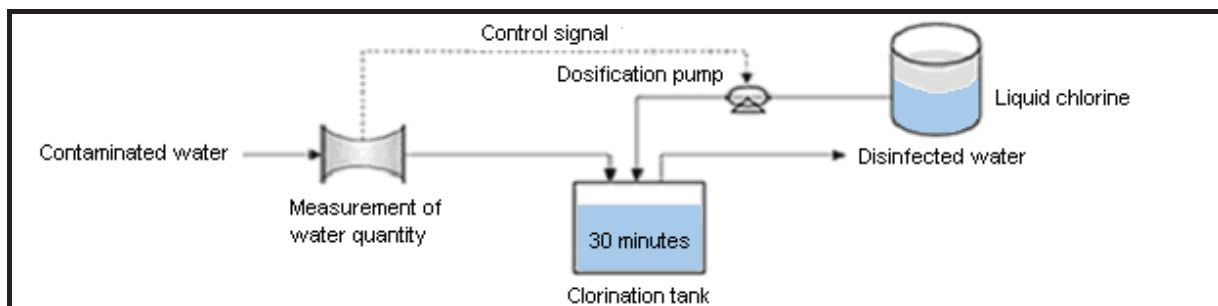 Control signal
Dosification pump
Liquid chlorine
Contaminated water
Disinfected water
Measurement of
water quantity
30 minutes
Clorination tank